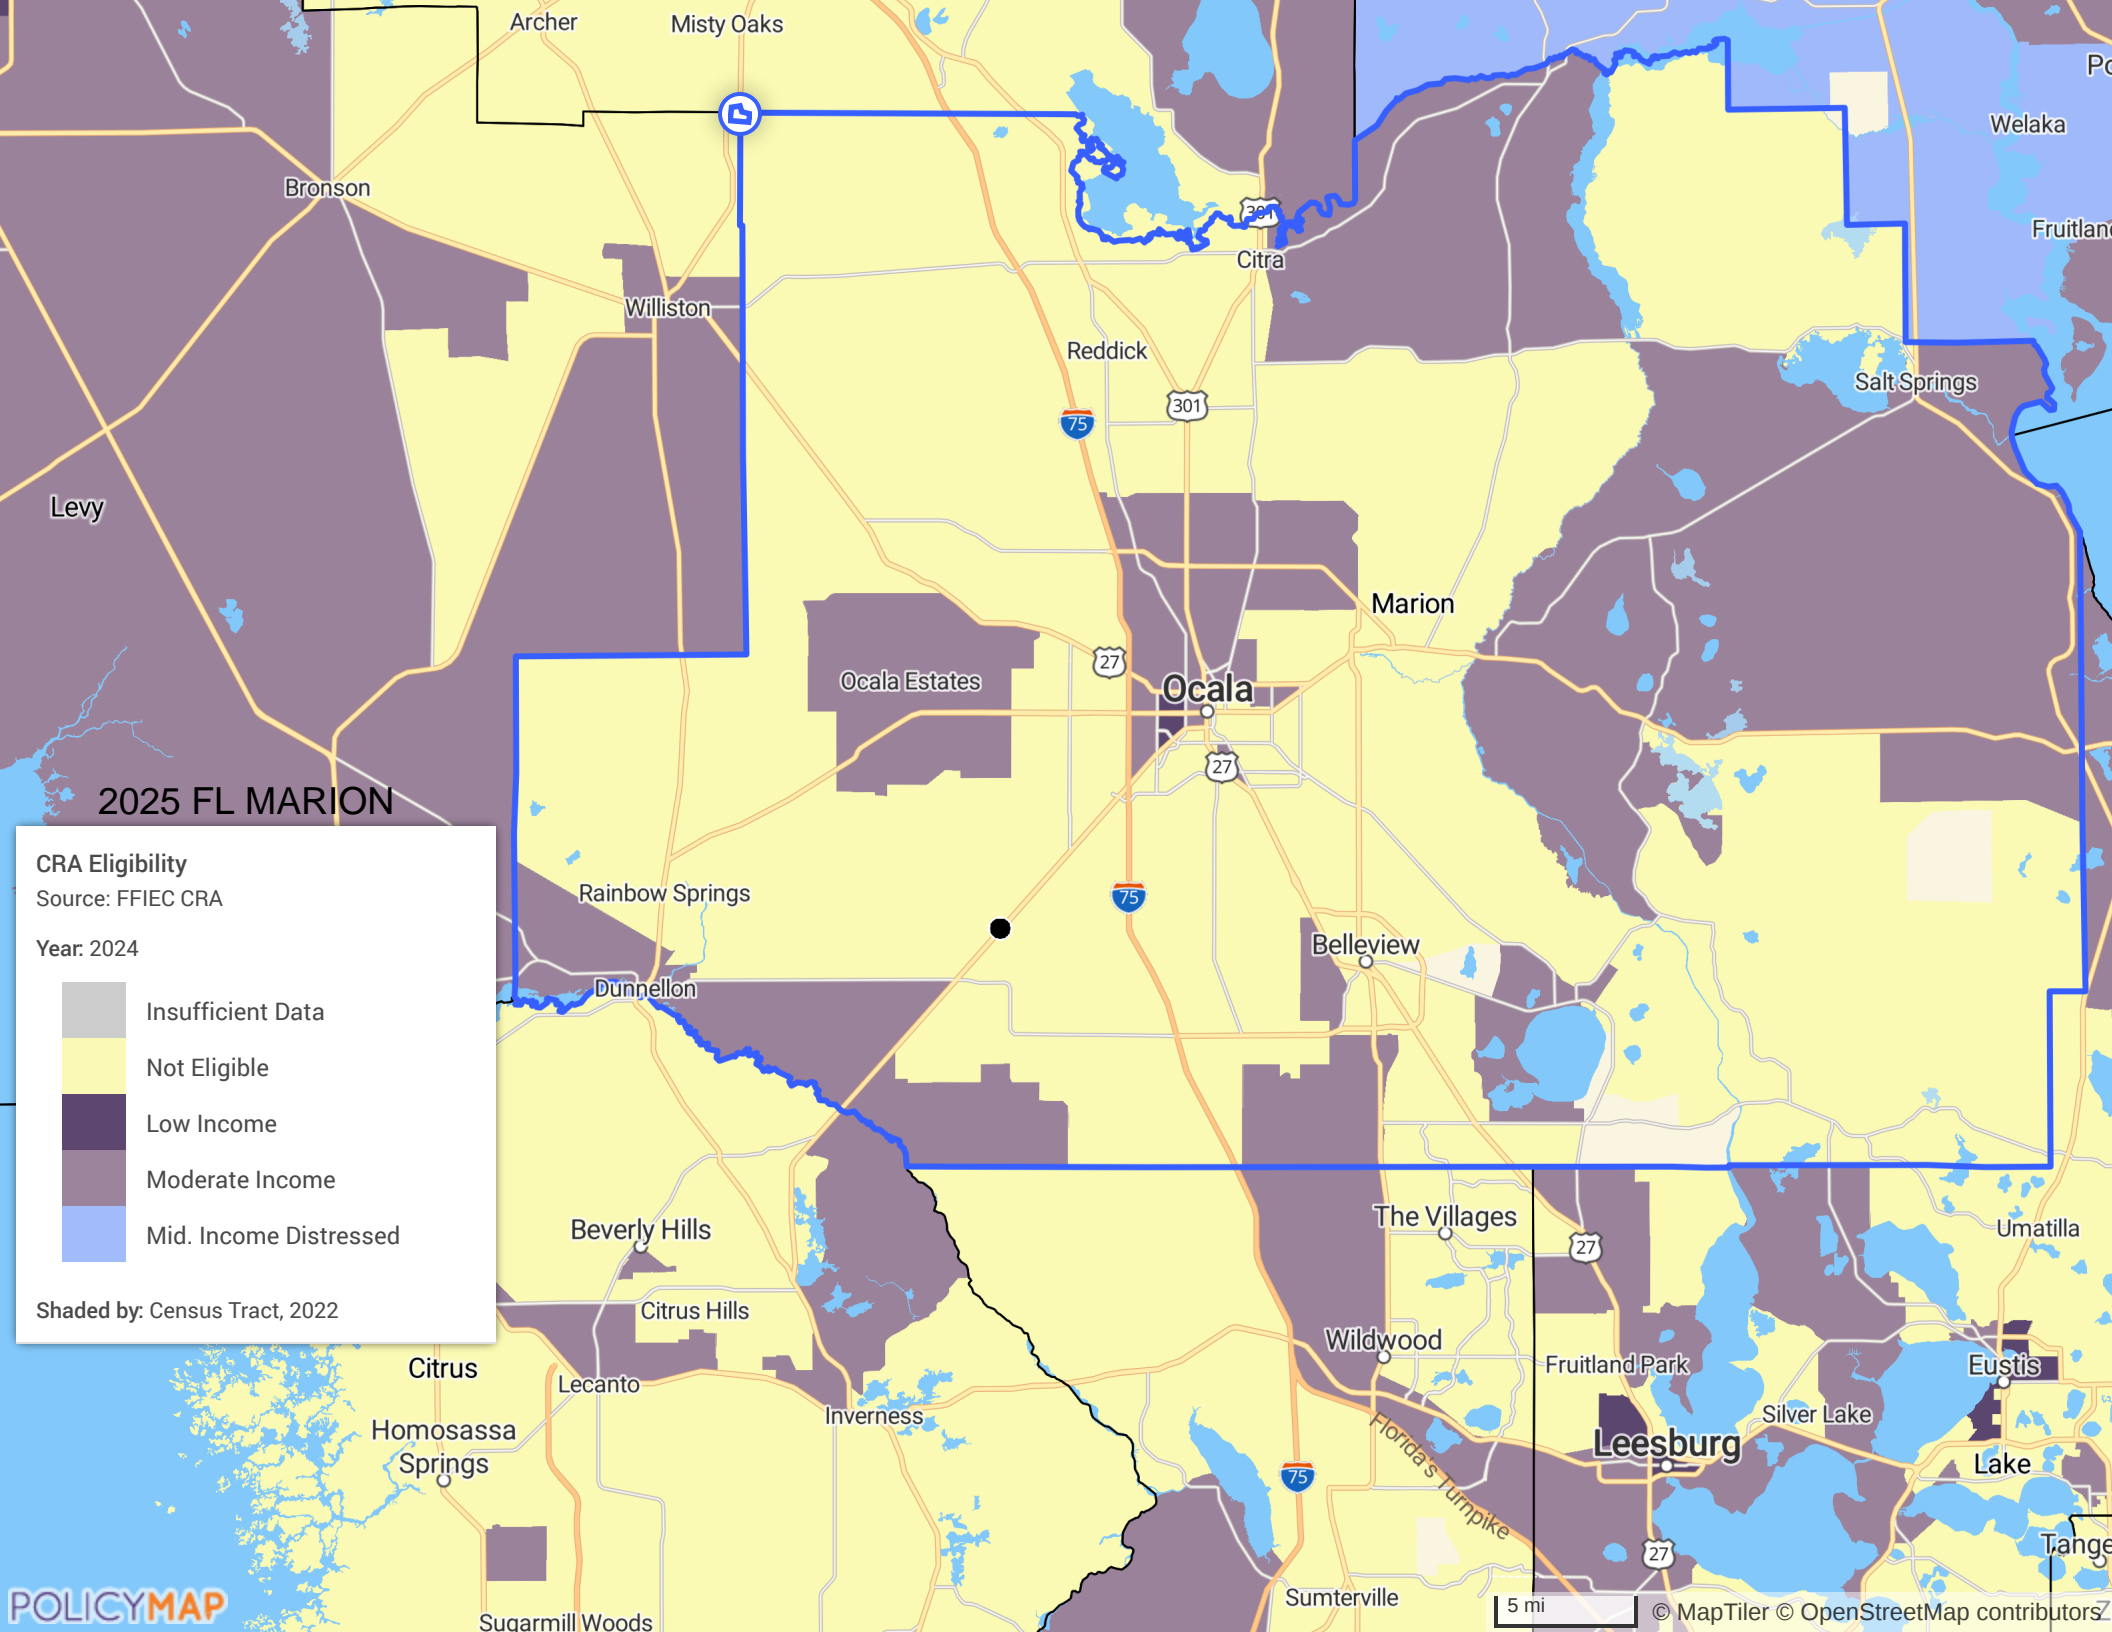 Archer
Misty Oaks
Welaka
Bronson
Fruitlan
301
Citra
Williston
Reddick
Salt Springs
301
75
Levy
Marion
27
Ocala Estates
Ocala
27
2025 FL MARION
CRA Eligibility
Source: FFIEC CRA
Year: 2024
Insufficient Data
Not Eligible
Low Income
Moderate Income
Mid. Income Distressed
Shaded by: Census Tract, 2022
Rainbow Springs
75
Belleview
Dunnellon
Beverly Hills
The Villages
27
Umatilla
Citrus Hills
Wildwood
Fruitland Park
Eustis
Citrus
Lecanto
Inverness
Silver Lake
Homosassa
Springs
Leesburg
Lake
75
Florida's Turnpike
27
Tange
POLICYMAP
Sugarmill Woods
Sumterville
5 mi
© MapTiler © OpenStreetMap contributors